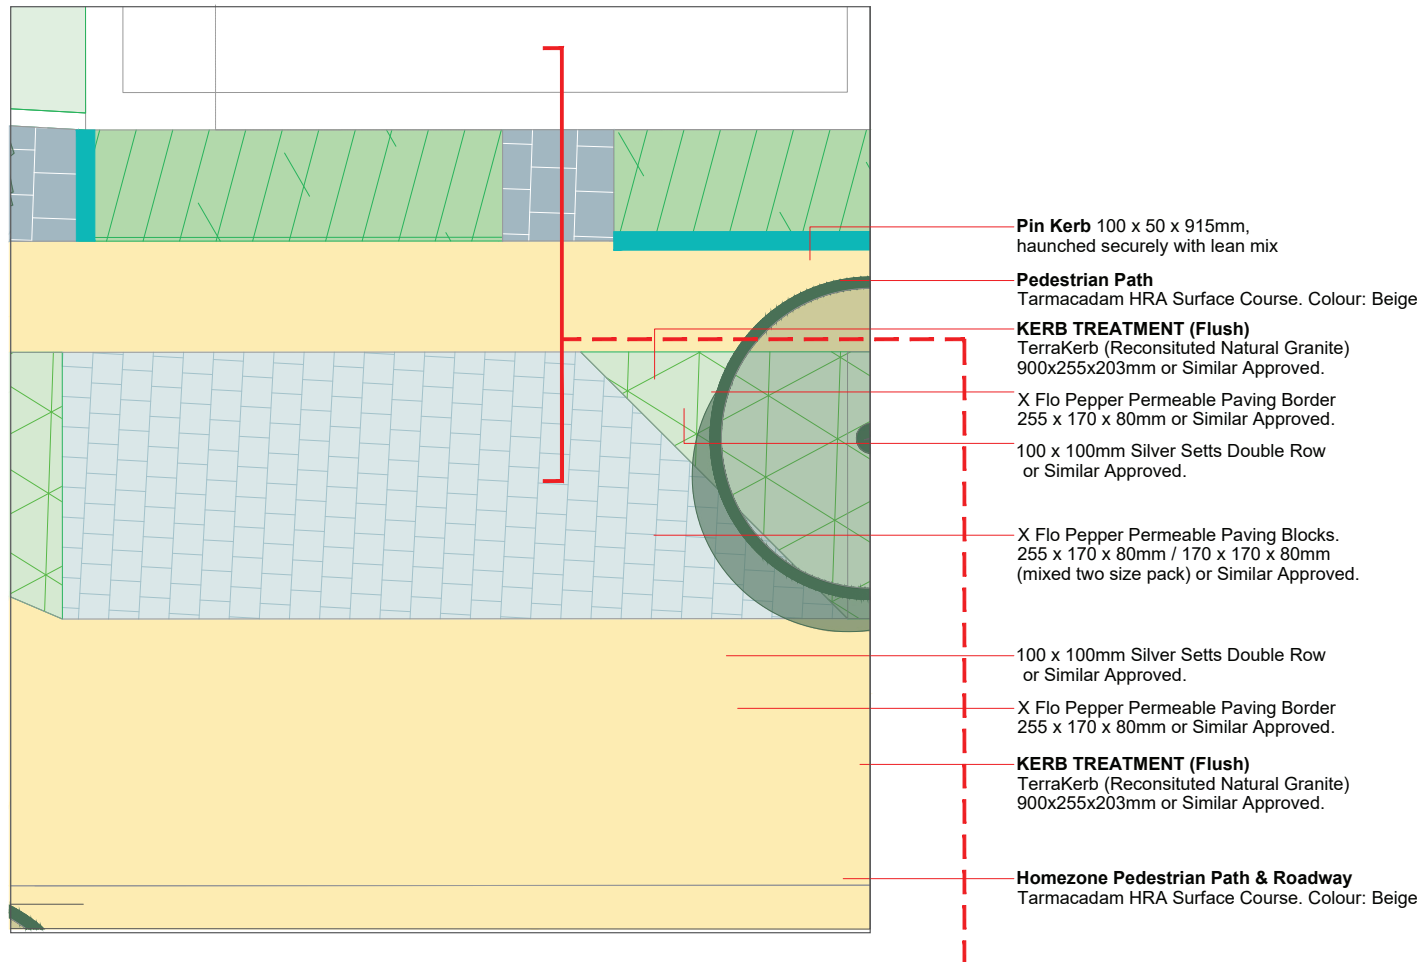 Pin Kerb 100 x 50 x 915mm,
haunched securely with lean mix
Pedestrian Path
Tarmacadam HRA Surface Course. Colour: Beige
KERB TREATMENT (Flush)
TerraKerb (Reconsituted Natural Granite)
900x255x203mm or Similar Approved.
X Flo Pepper Permeable Paving Border
255 x 170 x 80mm or Similar Approved.
100 x 100mm Silver Setts Double Row
or Similar Approved.
X Flo Pepper Permeable Paving Blocks.
255 x 170 x 80mm / 170 x 170 x 80mm
(mixed two size pack) or Similar Approved.
100 x 100mm Silver Setts Double Row
or Similar Approved.
X Flo Pepper Permeable Paving Border
255 x 170 x 80mm or Similar Approved.
KERB TREATMENT (Flush)
TerraKerb (Reconsituted Natural Granite)
900x255x203mm or Similar Approved.
Homezone Pedestrian Path & Roadway
Tarmacadam HRA Surface Course. Colour: Beige